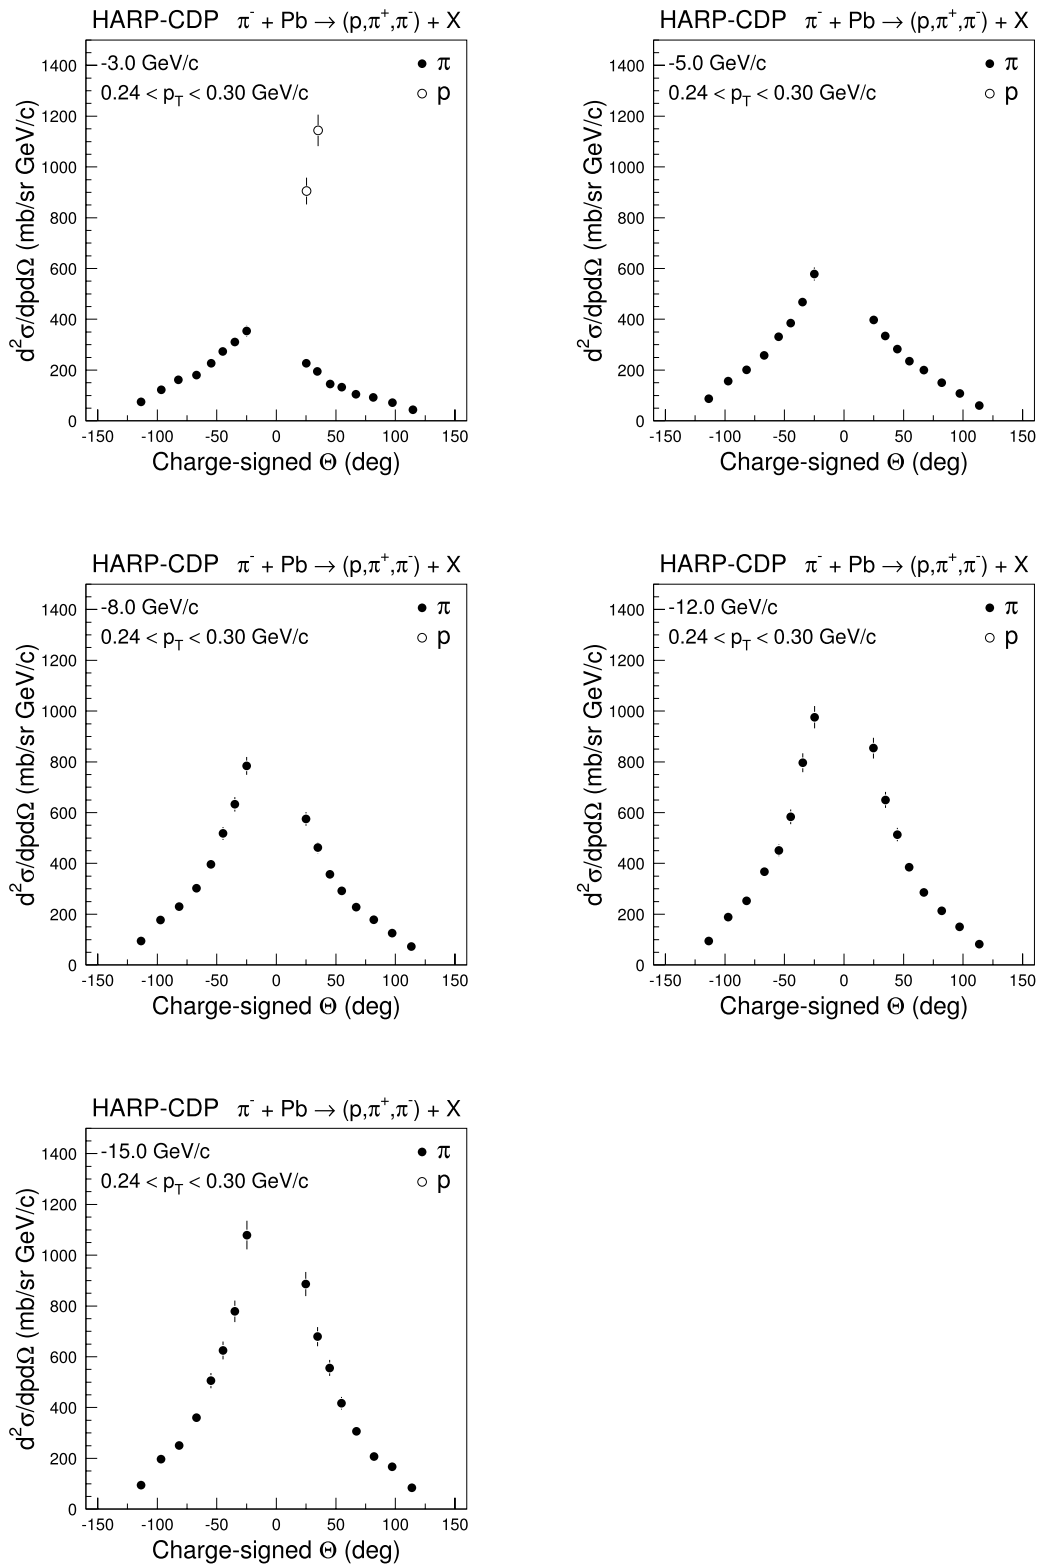 HARP-CDP π⁻ + Pb → (p,π⁺,π⁻) + X
-3.0 GeV/c
π
0.24 < p_T < 0.30 GeV/c
p
d²σ/dpdΩ (mb/sr GeV/c)
1400
1200
1000
800
600
400
200
0
-150 -100 -50 0 50 100 150
Charge-signed Θ (deg)
HARP-CDP π⁻ + Pb → (p,π⁺,π⁻) + X
-5.0 GeV/c
π
0.24 < p_T < 0.30 GeV/c
p
d²σ/dpdΩ (mb/sr GeV/c)
1400
1200
1000
800
600
400
200
0
-150 -100 -50 0 50 100 150
Charge-signed Θ (deg)
HARP-CDP π⁻ + Pb → (p,π⁺,π⁻) + X
-8.0 GeV/c
π
0.24 < p_T < 0.30 GeV/c
p
d²σ/dpdΩ (mb/sr GeV/c)
1400
1200
1000
800
600
400
200
0
-150 -100 -50 0 50 100 150
Charge-signed Θ (deg)
HARP-CDP π⁻ + Pb → (p,π⁺,π⁻) + X
-12.0 GeV/c
π
0.24 < p_T < 0.30 GeV/c
p
d²σ/dpdΩ (mb/sr GeV/c)
1400
1200
1000
800
600
400
200
0
-150 -100 -50 0 50 100 150
Charge-signed Θ (deg)
HARP-CDP π⁻ + Pb → (p,π⁺,π⁻) + X
-15.0 GeV/c
π
0.24 < p_T < 0.30 GeV/c
p
d²σ/dpdΩ (mb/sr GeV/c)
1400
1200
1000
800
600
400
200
0
-150 -100 -50 0 50 100 150
Charge-signed Θ (deg)